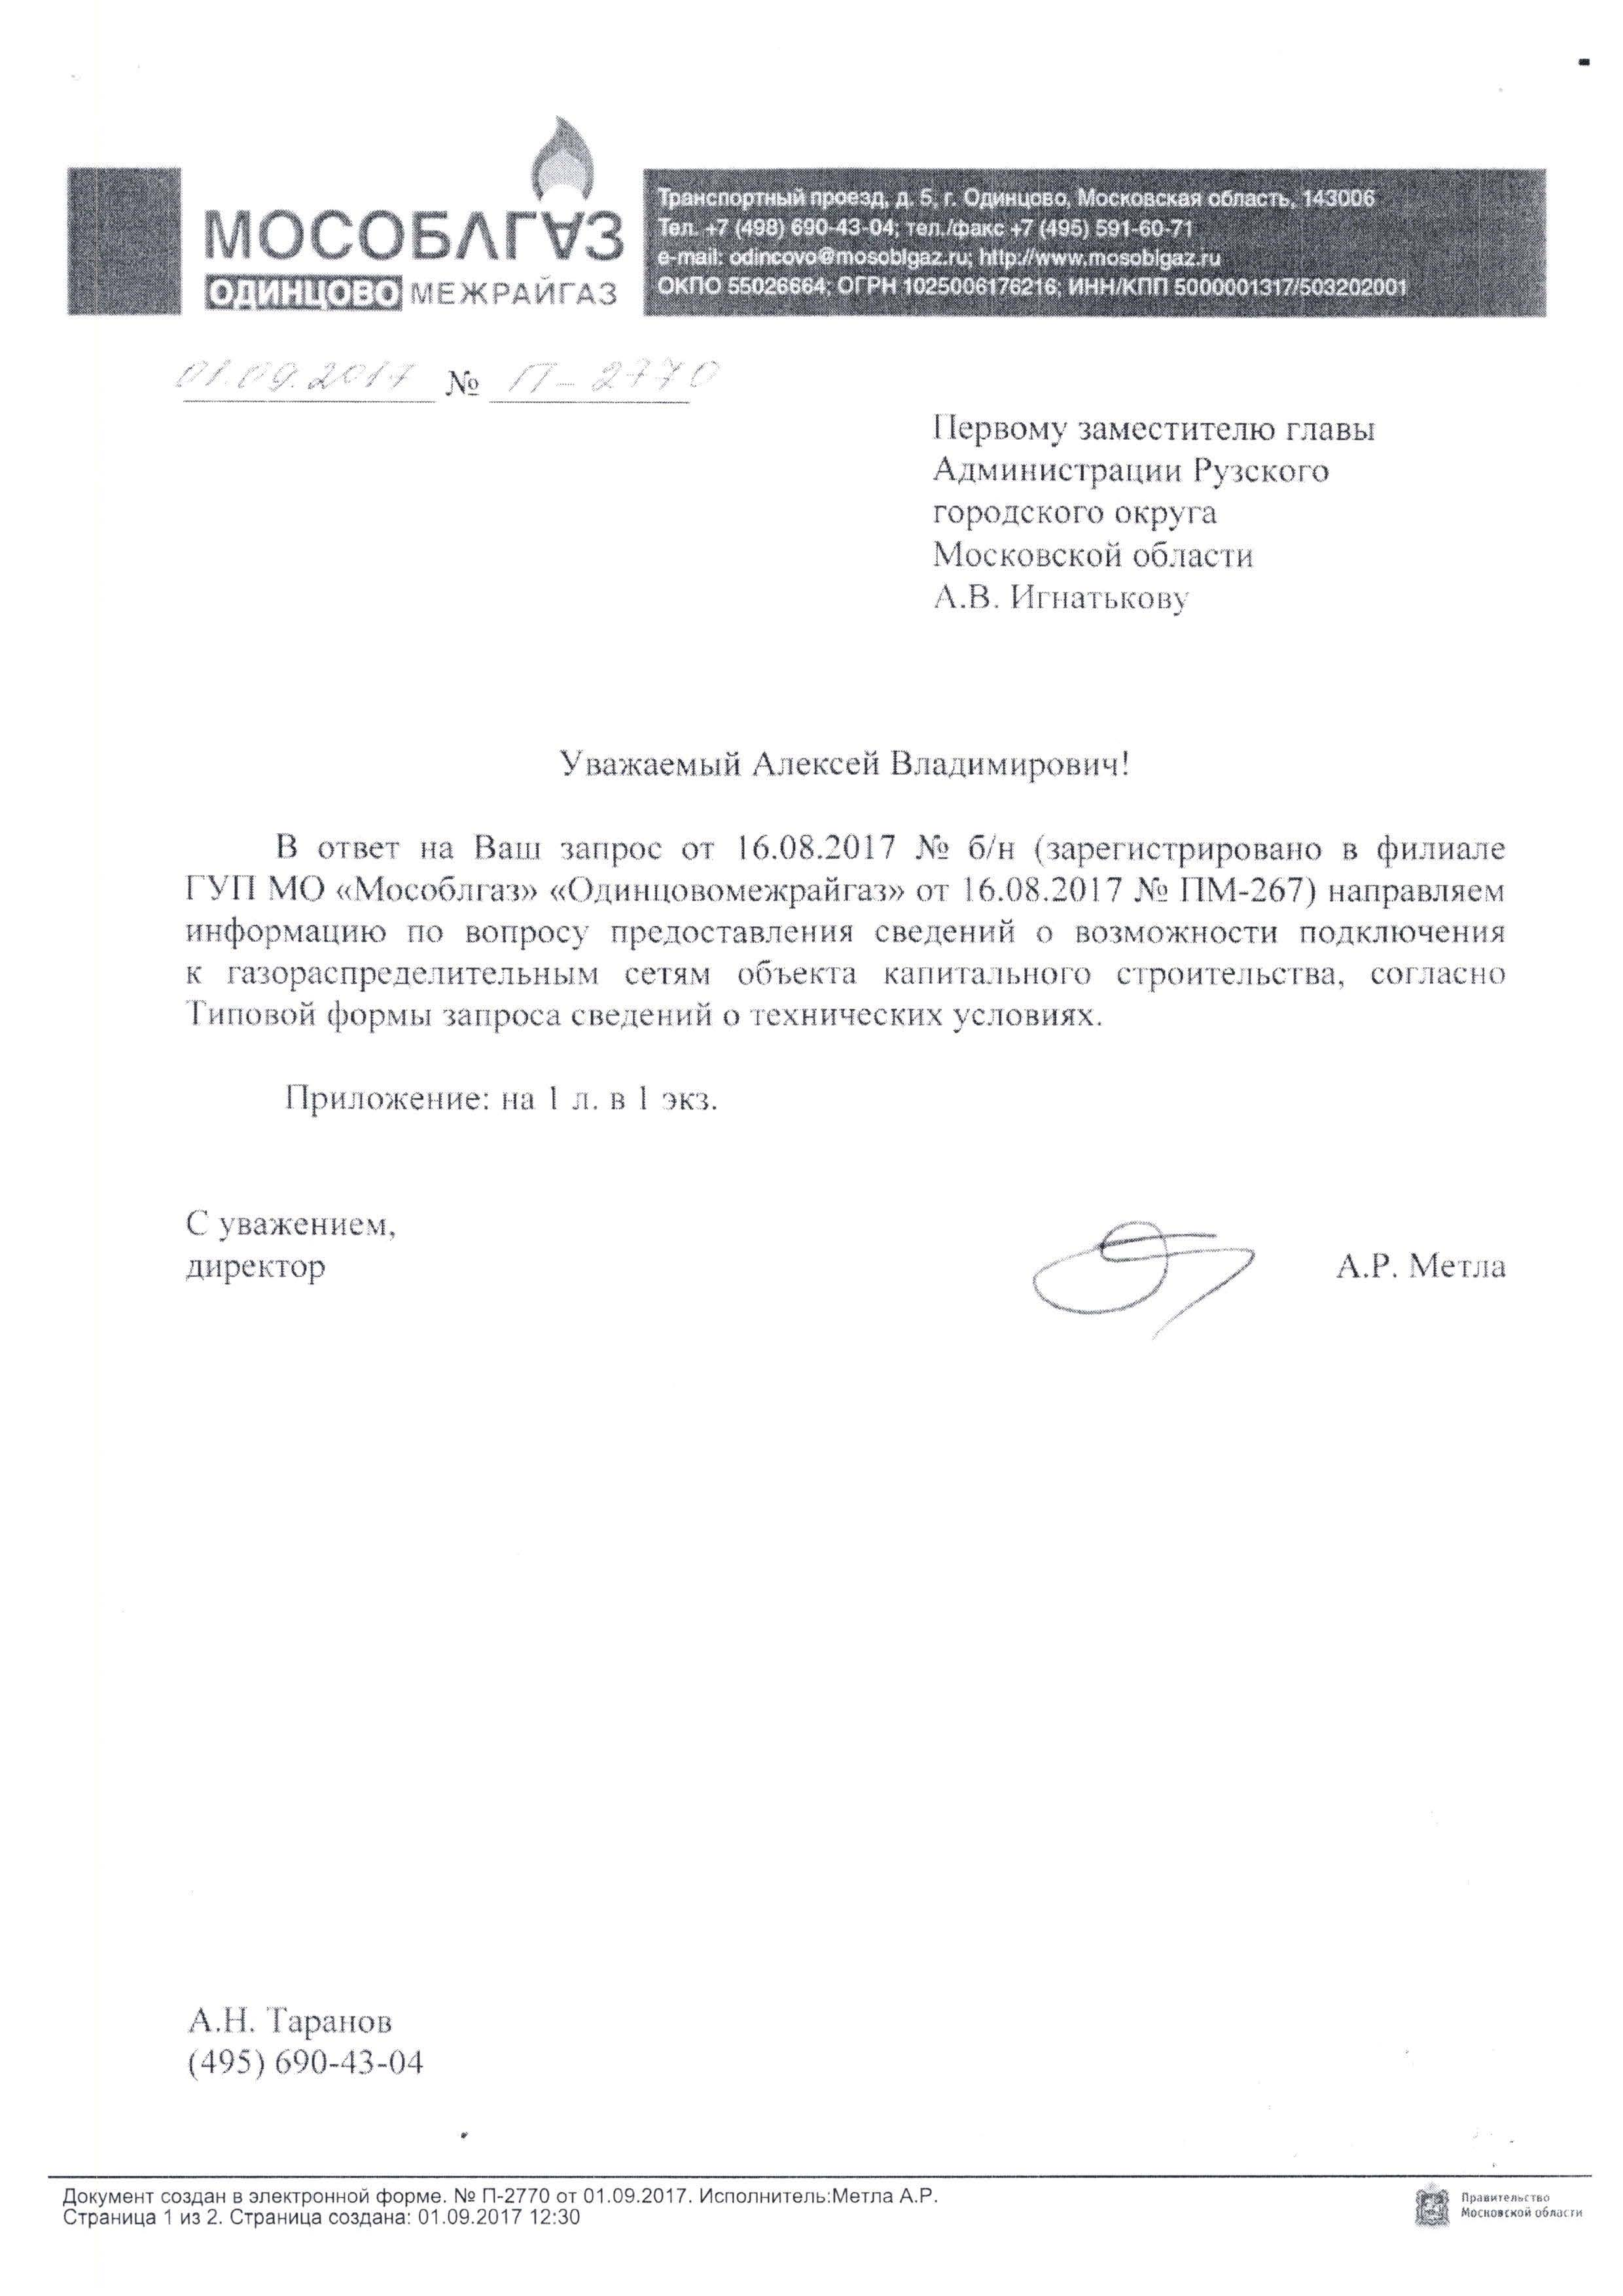 МОСОБЛГАЗ
ОДИНЦОВО МЕЖРАЙГАЗ
Транспортный проезд, д. 5, г. Одинцово, Московская область, 143006
Тел. +7 (498) 690-43-04; тел./факс +7 (495) 591-60-71
e-mail: odincovo@mosoblgaz.ru; http://www.mosoblgaz.ru
ОКПО 55026664; ОГРН 1025006176216; ИНН/КПП 5000001317/503202001
01.09.2017 № П-2770
Первому заместителю главы
Администрации Рузского
городского округа
Московской области
А.В. Игнатькову
Уважаемый Алексей Владимирович!
В ответ на Ваш запрос от 16.08.2017 № б/н (зарегистрировано в филиале
ГУП МО «Мособлгаз» «Одинцовомежрайгаз» от 16.08.2017 № ПМ-267) направляем
информацию по вопросу предоставления сведений о возможности подключения
к газораспределительным сетям объекта капитального строительства, согласно
Типовой формы запроса сведений о технических условиях.
Приложение: на 1 л. в 1 экз.
С уважением,
директор
А.Р. Метла
А.Н. Таранов
(495) 690-43-04
Документ создан в электронной форме. № П-2770 от 01.09.2017. Исполнитель:Метла А.Р.
Страница 1 из 2. Страница создана: 01.09.2017 12:30
Правительство
Московской области